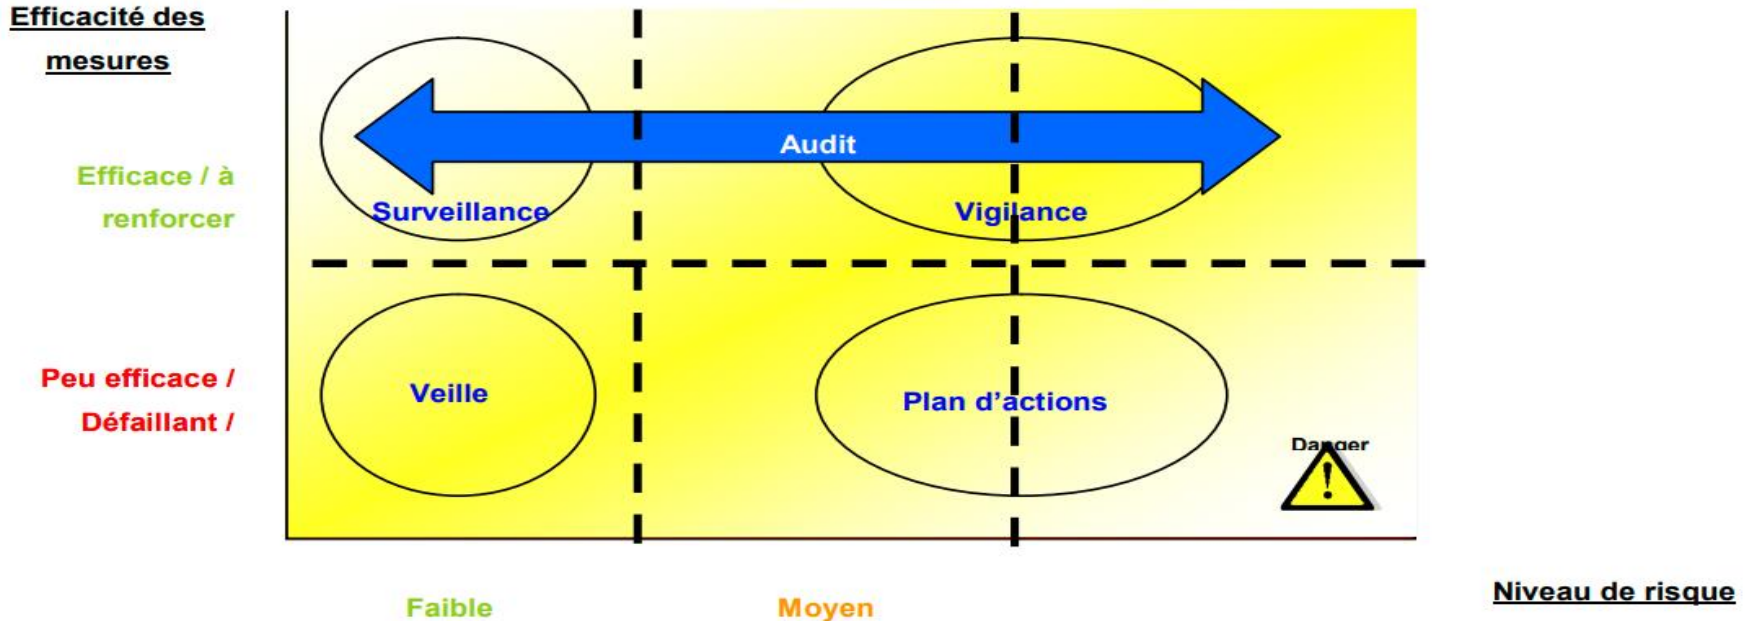 Efficacité des
mesures
Audit
Efficace / à
renforcer
Surveillance
Vigilance
Peu efficace /
Défaillant /
Veille
Plan d’actions
Danger
!
Faible
Moyen
Niveau de risque